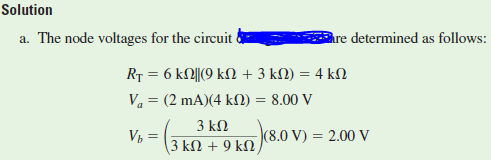 Solution
a. The node voltages for the circuit are determined as follows:
R_T = 6 kΩ||(9 kΩ + 3 kΩ) = 4 kΩ
V_a = (2 mA)(4 kΩ) = 8.00 V
V_b = (3 kΩ / 3 kΩ + 9 kΩ)(8.0 V) = 2.00 V